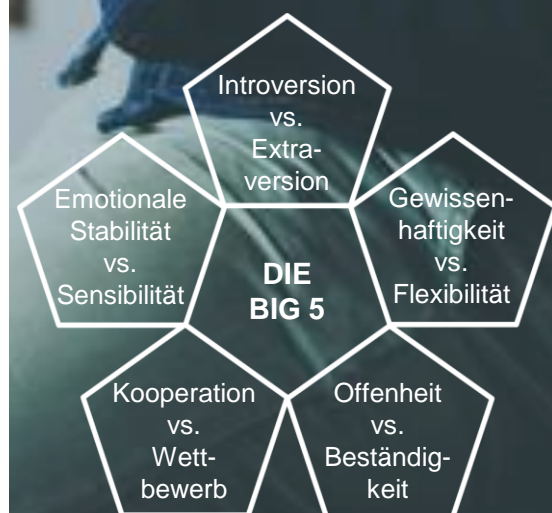 Introversion
vs.
Extra-
version
Emotionale
Stabilität
vs.
Sensibilität
DIE
BIG 5
Gewissen-
haftigkeit
vs.
Flexibilität
Kooperation
vs.
Wett-
bewerb
Offenheit
vs.
Beständig-
keit